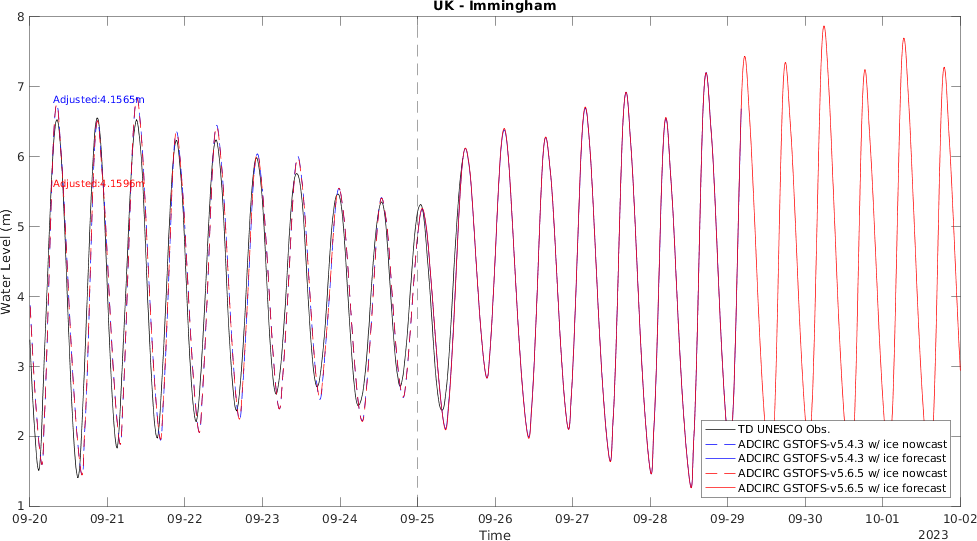 UK - Immingham
8
7
6
5
4
3
2
1
Water Level (m)
Adjusted:4.1565m
Adjusted:4.1596m
TD UNESCO Obs.
ADCIRC GSTOFS-v5.4.3 w/ ice nowcast
ADCIRC GSTOFS-v5.4.3 w/ ice forecast
ADCIRC GSTOFS-v5.6.5 w/ ice nowcast
ADCIRC GSTOFS-v5.6.5 w/ ice forecast
09-20 09-21 09-22 09-23 09-24 09-25 09-26 09-27 09-28 09-29 09-30 10-01 10-02
Time
2023